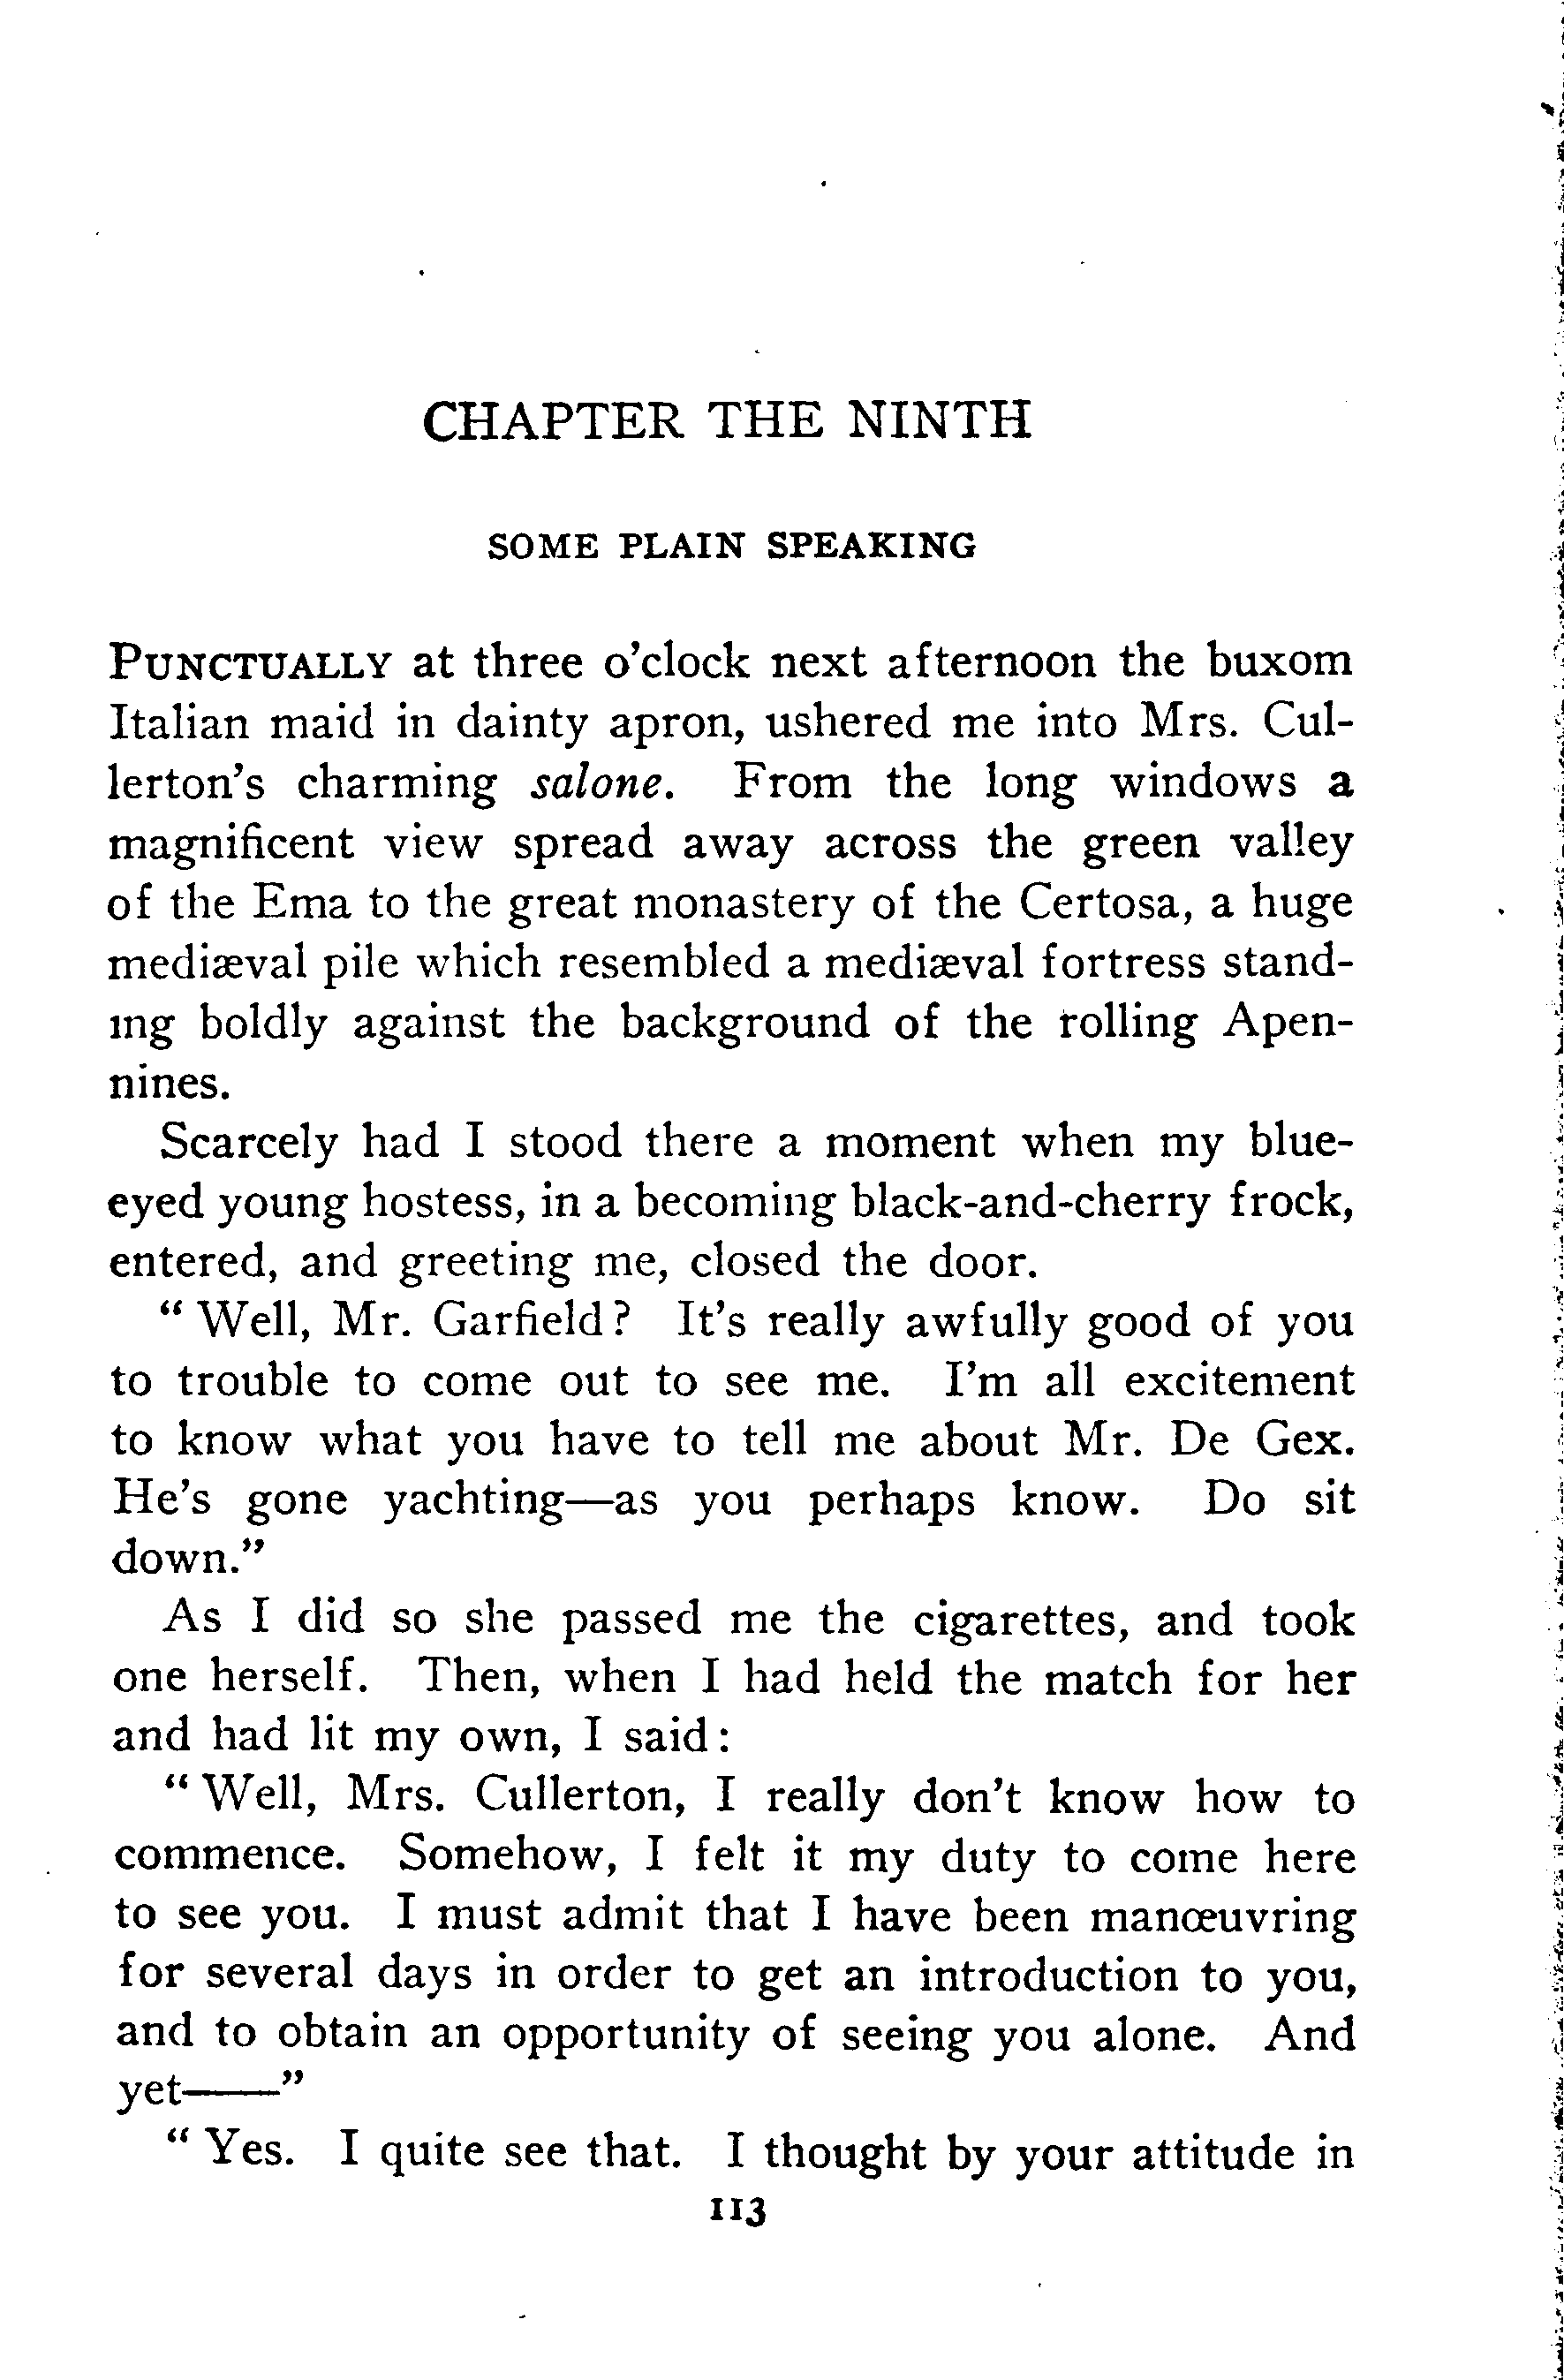 CHAPTER THE NINTH
SOME PLAIN SPEAKING
PUNCTUALLY at three o'clock next afternoon the buxom
Italian maid in dainty apron, ushered me into Mrs. Cul-
lerton's charming salone. From the long windows a
magnificent view spread away across the green valley
of the Ema to the great monastery of the Certosa, a huge
mediæval pile which resembled a mediæval fortress stand-
ing boldly against the background of the rolling Apen-
nines.
Scarcely had I stood there a moment when my blue-
eyed young hostess, in a becoming black-and-cherry frock,
entered, and greeting me, closed the door.
"Well, Mr. Garfield? It's really awfully good of you
to trouble to come out to see me. I'm all excitement
to know what you have to tell me about Mr. De Gex.
He's gone yachting—as you perhaps know. Do sit
down."
As I did so she passed me the cigarettes, and took
one herself. Then, when I had held the match for her
and had lit my own, I said:
"Well, Mrs. Cullerton, I really don't know how to
commence. Somehow, I felt it my duty to come here
to see you. I must admit that I have been manœuvring
for several days in order to get an introduction to you,
and to obtain an opportunity of seeing you alone. And
yet——"
"Yes. I quite see that. I thought by your attitude in
113